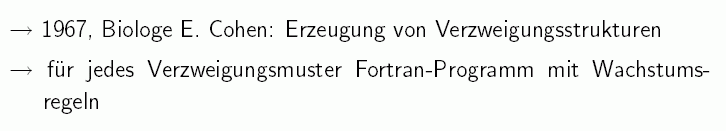 → 1967, Biologe E. Cohen: Erzeugung von Verzweigungsstrukturen
→ für jedes Verzweigungsmuster Fortran-Programm mit Wachstums-
regeln